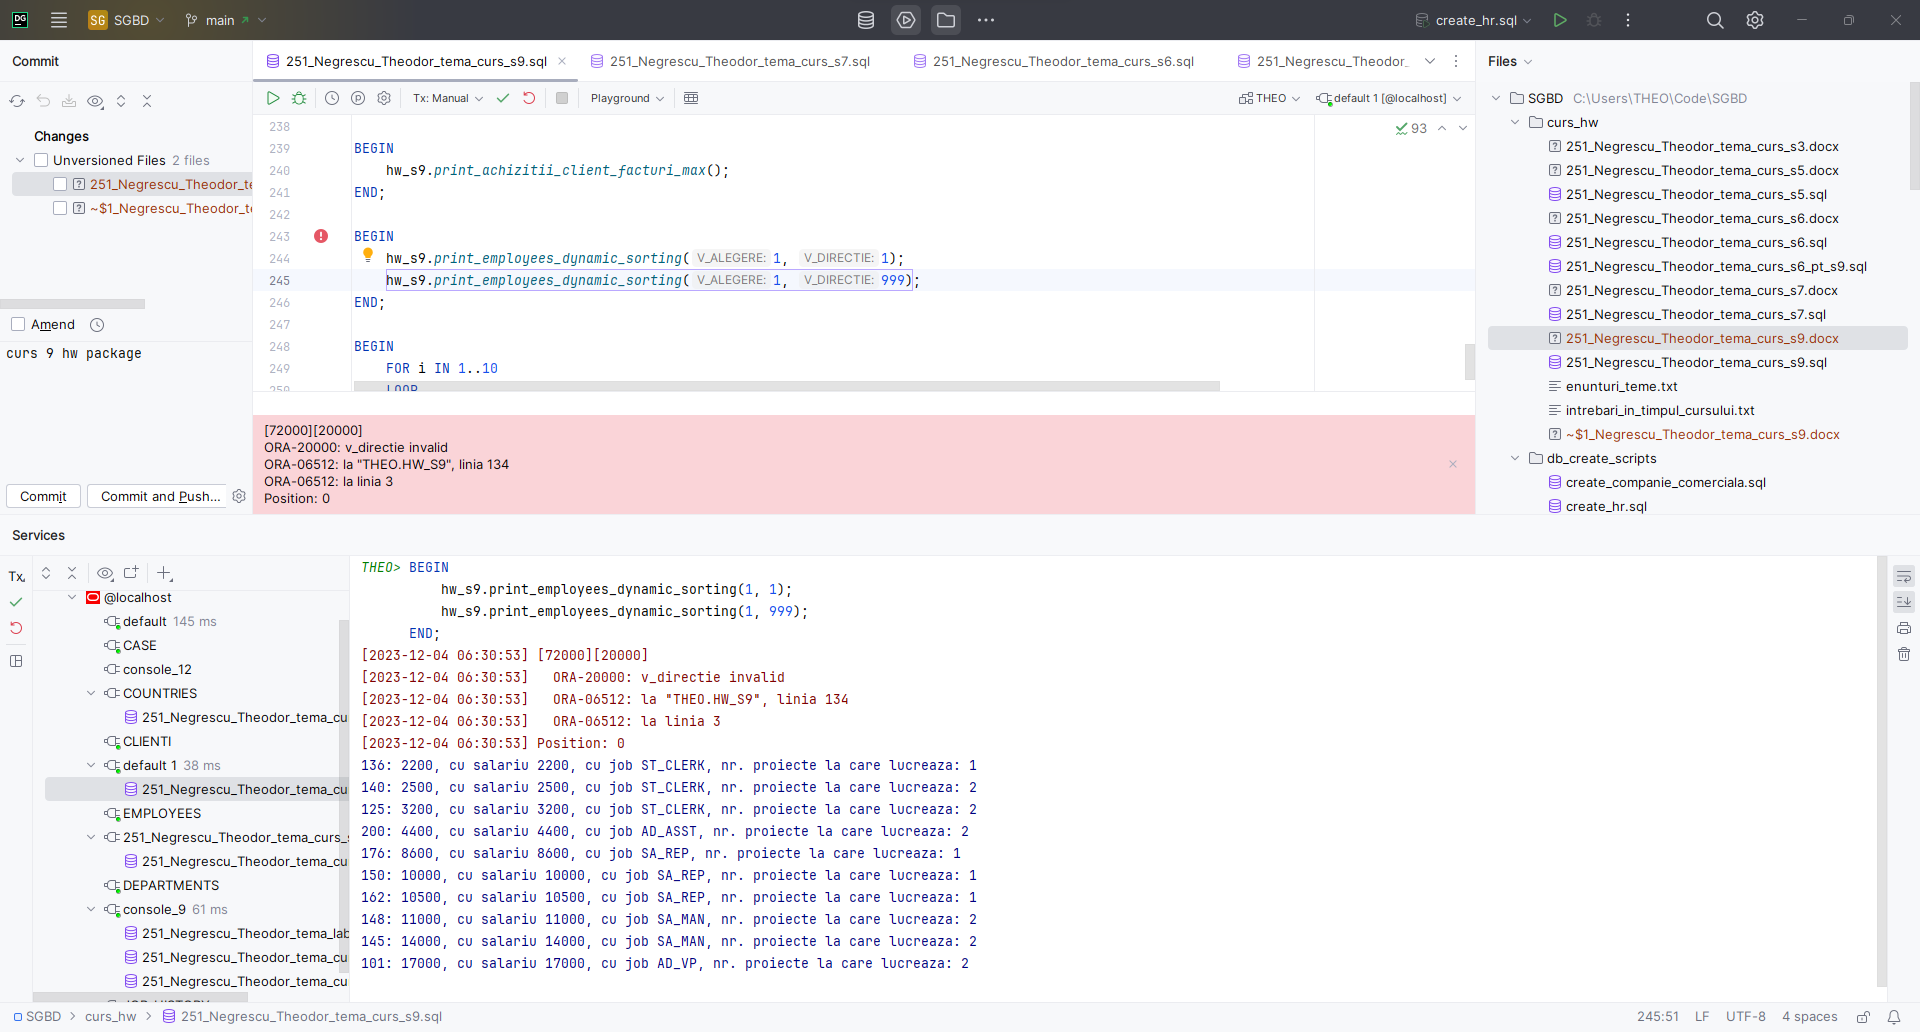 DG
SG SGBD
main
create_hr.sql
Commit
Changes
Unversioned Files 2 files
251_Negrescu_Theodor_te
~$1_Negrescu_Theodor_t
Amend
curs 9 hw package
Commit
Commit and Push...
251_Negrescu_Theodor_tema_curs_s9.sql
251_Negrescu_Theodor_tema_curs_s7.sql
251_Negrescu_Theodor_tema_curs_s6.sql
251_Negrescu_Theodor_
Tx: Manual
Playground
THEO
default 1 [@localhost]
93
238
239 BEGIN
240 hw_s9.print_achizitii_client_facturi_max();
241 END;
242
243 BEGIN
244 hw_s9.print_employees_dynamic_sorting( V_ALEGERE: 1, V_DIRECTIE: 1);
245 hw_s9.print_employees_dynamic_sorting( V_ALEGERE: 1, V_DIRECTIE: 999);
246 END;
247
248 BEGIN
249 FOR i IN 1..10
250 LOOP
[72000][20000]
ORA-20000: v_directie invalid
ORA-06512: la "THEO.HW_S9", linia 134
ORA-06512: la linia 3
Position: 0
Files
SGBD C:\Users\THEO\Code\SGBD
curs_hw
251_Negrescu_Theodor_tema_curs_s3.docx
251_Negrescu_Theodor_tema_curs_s5.docx
251_Negrescu_Theodor_tema_curs_s5.sql
251_Negrescu_Theodor_tema_curs_s6.docx
251_Negrescu_Theodor_tema_curs_s6.sql
251_Negrescu_Theodor_tema_curs_s6_pt_s9.sql
251_Negrescu_Theodor_tema_curs_s7.docx
251_Negrescu_Theodor_tema_curs_s7.sql
251_Negrescu_Theodor_tema_curs_s9.docx
251_Negrescu_Theodor_tema_curs_s9.sql
enunturi_teme.txt
intrebari_in_timpul_cursului.txt
~$1_Negrescu_Theodor_tema_curs_s9.docx
db_create_scripts
create_companie_comerciala.sql
create_hr.sql
Services
Tx
@localhost
default 145 ms
CASE
console_12
COUNTRIES
251_Negrescu_Theodor_tema_cu
CLIENTI
default 1 38 ms
251_Negrescu_Theodor_tema_cu
EMPLOYEES
251_Negrescu_Theodor_tema_curs_s
251_Negrescu_Theodor_tema_cu
DEPARTMENTS
console_9 61 ms
251_Negrescu_Theodor_tema_lab
251_Negrescu_Theodor_tema_cu
251_Negrescu_Theodor_tema_cu
JOB_HISTORY
THEO> BEGIN
hw_s9.print_employees_dynamic_sorting(1, 1);
hw_s9.print_employees_dynamic_sorting(1, 999);
END;
[2023-12-04 06:30:53] [72000][20000]
[2023-12-04 06:30:53] ORA-20000: v_directie invalid
[2023-12-04 06:30:53] ORA-06512: la "THEO.HW_S9", linia 134
[2023-12-04 06:30:53] ORA-06512: la linia 3
[2023-12-04 06:30:53] Position: 0
136: 2200, cu salariu 2200, cu job ST_CLERK, nr. proiecte la care lucreaza: 1
140: 2500, cu salariu 2500, cu job ST_CLERK, nr. proiecte la care lucreaza: 2
125: 3200, cu salariu 3200, cu job ST_CLERK, nr. proiecte la care lucreaza: 2
200: 4400, cu salariu 4400, cu job AD_ASST, nr. proiecte la care lucreaza: 2
176: 8600, cu salariu 8600, cu job SA_REP, nr. proiecte la care lucreaza: 1
150: 10000, cu salariu 10000, cu job SA_REP, nr. proiecte la care lucreaza: 1
162: 10500, cu salariu 10500, cu job SA_REP, nr. proiecte la care lucreaza: 1
148: 11000, cu salariu 11000, cu job SA_MAN, nr. proiecte la care lucreaza: 2
145: 14000, cu salariu 14000, cu job SA_MAN, nr. proiecte la care lucreaza: 2
101: 17000, cu salariu 17000, cu job AD_VP, nr. proiecte la care lucreaza: 2
SGBD > curs_hw > 251_Negrescu_Theodor_tema_curs_s9.sql
245:51 LF UTF-8 4 spaces